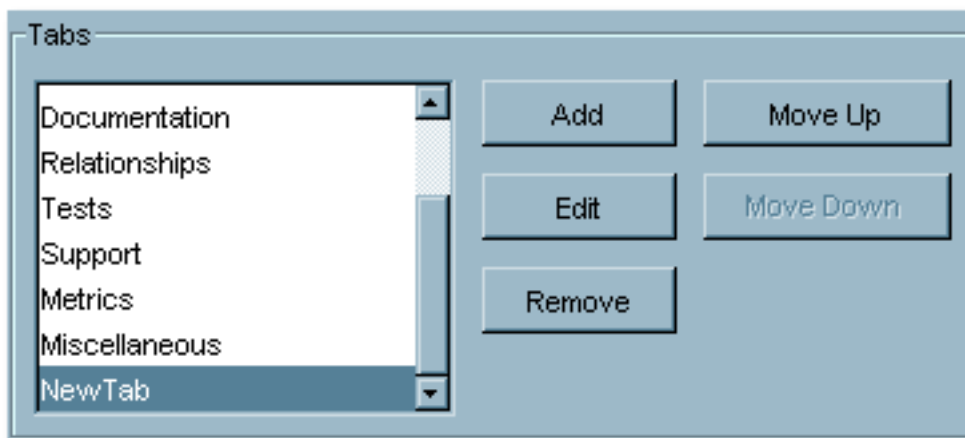 Tabs
Documentation
Relationships
Tests
Support
Metrics
Miscellaneous
NewTab
Add
Move Up
Edit
Move Down
Remove